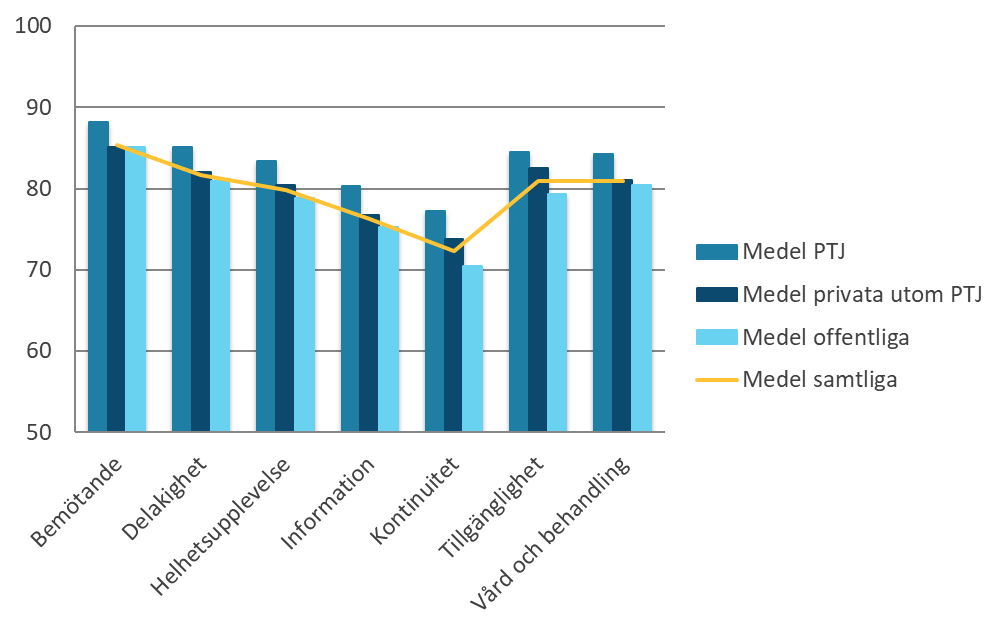 100
90
80
70
60
50
Bemötande
Delakighet
Helhetsupplevelse
Information
Kontinuitet
Tillgänglighet
Vård och behandling
Medel PTJ
Medel privata utom PTJ
Medel offentliga
Medel samtliga